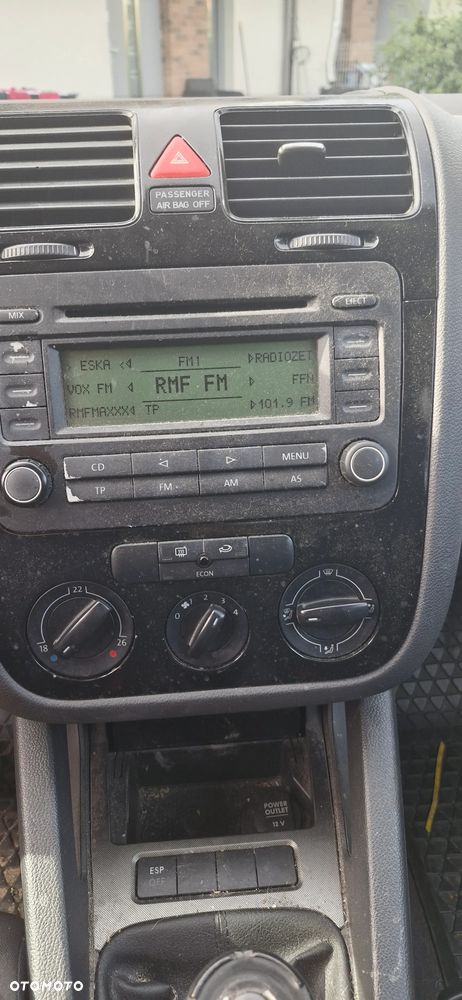 PASSENGER
AIR BAG OFF
MIX
EJECT
ESKA FM1 RADIOZET
VOX FM RMF FM FFN
RMFMAXXX TP 101.9 FM
CD MENU
TP FM AM AS
ECON
22
18 26
0 1 2 3 4
POWER
OUTLET
12 V
ESP
OFF
OTOMOTO